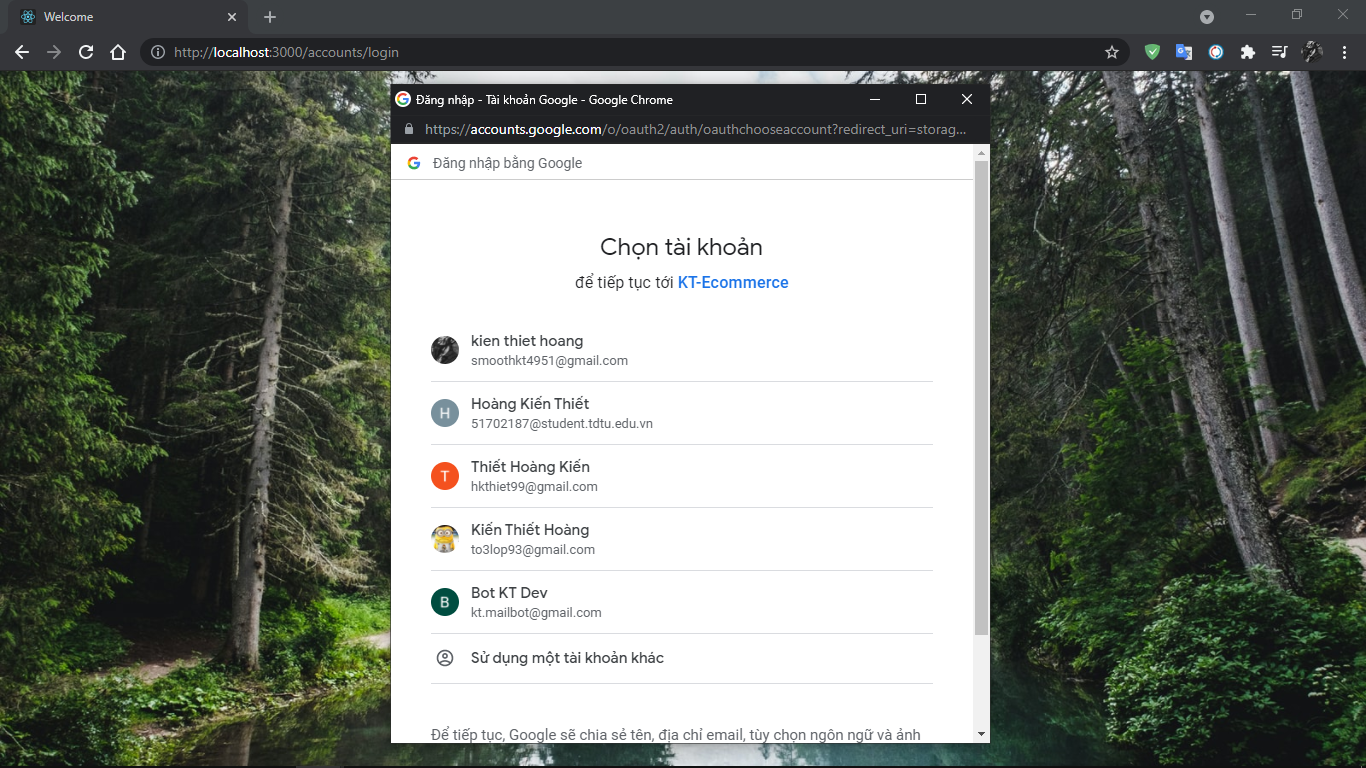 Welcome
http://localhost:3000/accounts/login
Đăng nhập - Tài khoản Google - Google Chrome
https://accounts.google.com/o/oauth2/auth/oauthchooseaccount?redirect_uri=storag...
Đăng nhập bằng Google
Chọn tài khoản
để tiếp tục tới KT-Ecommerce
kien thiet hoang
smoothkt4951@gmail.com
H
Hoàng Kiến Thiết
51702187@student.tdtu.edu.vn
T
Thiết Hoàng Kiến
hkthiet99@gmail.com
Kiến Thiết Hoàng
to3lop93@gmail.com
B
Bot KT Dev
kt.mailbot@gmail.com
Sử dụng một tài khoản khác
Để tiếp tục, Google sẽ chia sẻ tên, địa chỉ email, tùy chọn ngôn ngữ và ảnh